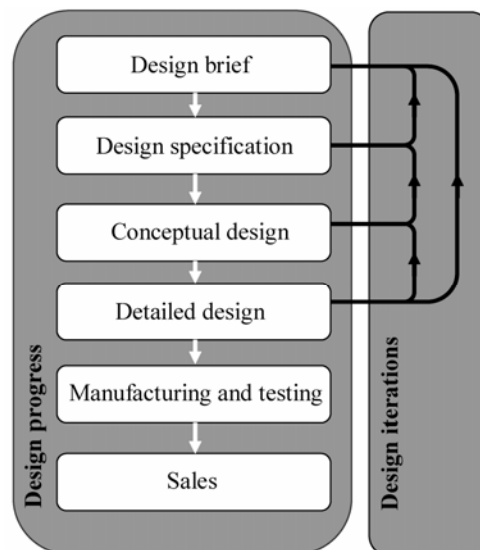 Design brief
Design specification
Conceptual design
Detailed design
Manufacturing and testing
Sales
Design progress
Design iterations